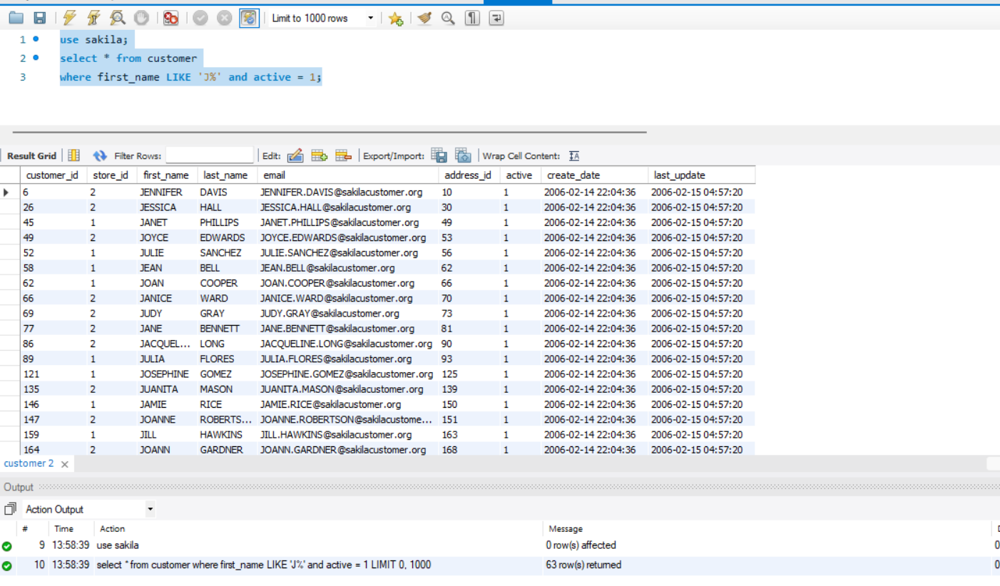 Limit to 1000 rows
1 use sakila;
2 select * from customer
3 where first_name LIKE 'J%' and active = 1;
Result Grid Filter Rows: Edit: Export/Import: Wrap Cell Content:
customer_id store_id first_name last_name email address_id active create_date last_update
6 2 JENNIFER DAVIS JENNIFER.DAVIS@sakilacustomer.org 10 1 2006-02-14 22:04:36 2006-02-15 04:57:20
26 2 JESSICA HALL JESSICA.HALL@sakilacustomer.org 30 1 2006-02-14 22:04:36 2006-02-15 04:57:20
45 1 JANET PHILLIPS JANET.PHILLIPS@sakilacustomer.org 49 1 2006-02-14 22:04:36 2006-02-15 04:57:20
49 2 JOYCE EDWARDS JOYCE.EDWARDS@sakilacustomer.org 53 1 2006-02-14 22:04:36 2006-02-15 04:57:20
52 1 JULIE SANCHEZ JULIE.SANCHEZ@sakilacustomer.org 56 1 2006-02-14 22:04:36 2006-02-15 04:57:20
58 1 JEAN BELL JEAN.BELL@sakilacustomer.org 62 1 2006-02-14 22:04:36 2006-02-15 04:57:20
62 1 JOAN COOPER JOAN.COOPER@sakilacustomer.org 66 1 2006-02-14 22:04:36 2006-02-15 04:57:20
66 2 JANICE WARD JANICE.WARD@sakilacustomer.org 70 1 2006-02-14 22:04:36 2006-02-15 04:57:20
69 2 JUDY GRAY JUDY.GRAY@sakilacustomer.org 73 1 2006-02-14 22:04:36 2006-02-15 04:57:20
77 2 JANE BENNETT JANE.BENNETT@sakilacustomer.org 81 1 2006-02-14 22:04:36 2006-02-15 04:57:20
86 2 JACQUEL... LONG JACQUELINE.LONG@sakilacustomer.org 90 1 2006-02-14 22:04:36 2006-02-15 04:57:20
89 1 JULIA FLORES JULIA.FLORES@sakilacustomer.org 93 1 2006-02-14 22:04:36 2006-02-15 04:57:20
121 1 JOSEPHINE GOMEZ JOSEPHINE.GOMEZ@sakilacustomer.org 125 1 2006-02-14 22:04:36 2006-02-15 04:57:20
135 2 JUANITA MASON JUANITA.MASON@sakilacustomer.org 139 1 2006-02-14 22:04:36 2006-02-15 04:57:20
146 1 JAMIE RICE JAMIE.RICE@sakilacustomer.org 150 1 2006-02-14 22:04:36 2006-02-15 04:57:20
147 2 JOANNE ROBERTS... JOANNE.ROBERTSON@sakilacustome... 151 1 2006-02-14 22:04:36 2006-02-15 04:57:20
159 1 JILL HAWKINS JILL.HAWKINS@sakilacustomer.org 163 1 2006-02-14 22:04:36 2006-02-15 04:57:20
164 2 JOANN GARDNER JOANN.GARDNER@sakilacustomer.org 168 1 2006-02-14 22:04:36 2006-02-15 04:57:20
customer 2
Output
Action Output
# Time Action Message
9 13:58:39 use sakila 0 row(s) affected 0
10 13:58:39 select * from customer where first_name LIKE 'J%' and active = 1 LIMIT 0, 1000 63 row(s) returned 0